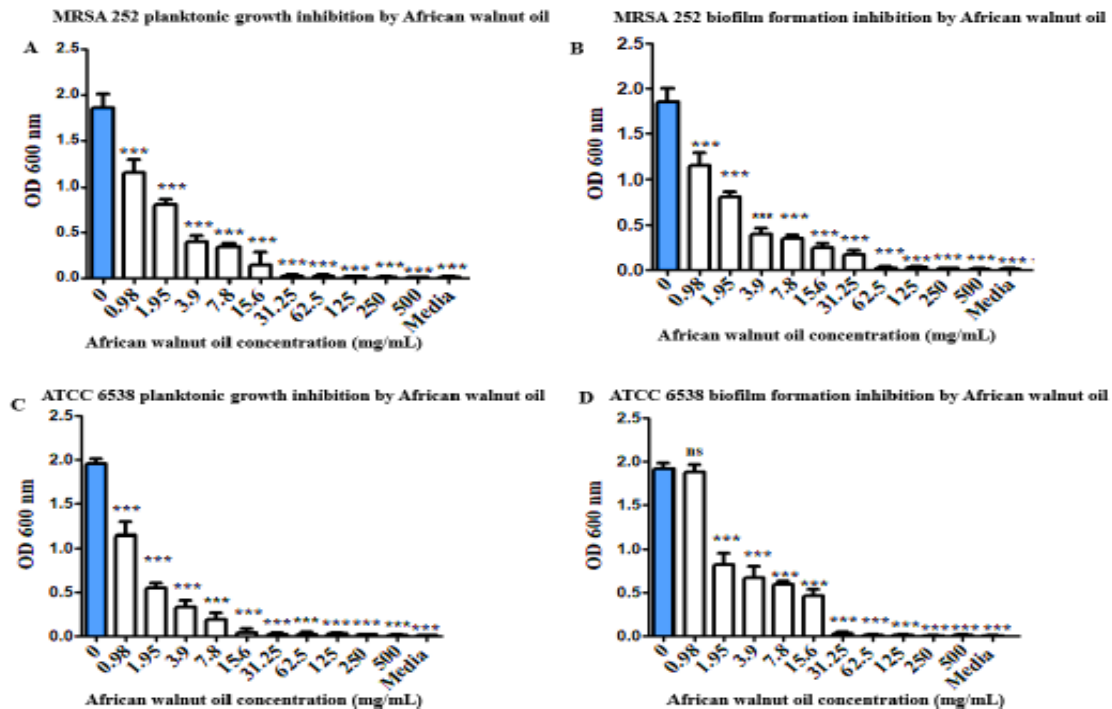 MRSA 252 planktonic growth inhibition by African walnut oil
A
2.5
2.0
1.5
1.0
0.5
0.0
OD 600 nm
*** *** *** *** *** *** *** *** *** *** ***
0 0.98 1.95 3.9 7.8 15.6 31.25 62.5 125 250 500 Media
African walnut oil concentration (mg/mL)
MRSA 252 biofilm formation inhibition by African walnut oil
B
2.5
2.0
1.5
1.0
0.5
0.0
OD 600 nm
*** *** *** *** *** *** *** *** *** *** ***
0 0.98 1.95 3.9 7.8 15.6 31.25 62.5 125 250 500 Media
African walnut oil concentration (mg/mL)
C ATCC 6538 planktonic growth inhibition by African walnut oil
2.5
2.0
1.5
1.0
0.5
0.0
OD 600 nm
*** *** *** *** *** *** *** *** *** *** ***
0 0.98 1.95 3.9 7.8 15.6 31.25 62.5 125 250 500 Media
African walnut oil concentration (mg/mL)
D ATCC 6538 biofilm formation inhibition by African walnut oil
2.5
2.0
1.5
1.0
0.5
0.0
OD 600 nm
ns *** *** *** *** *** *** *** *** *** ***
0 0.98 1.95 3.9 7.8 15.6 31.25 62.5 125 250 500 Media
African walnut oil concentration (mg/mL)